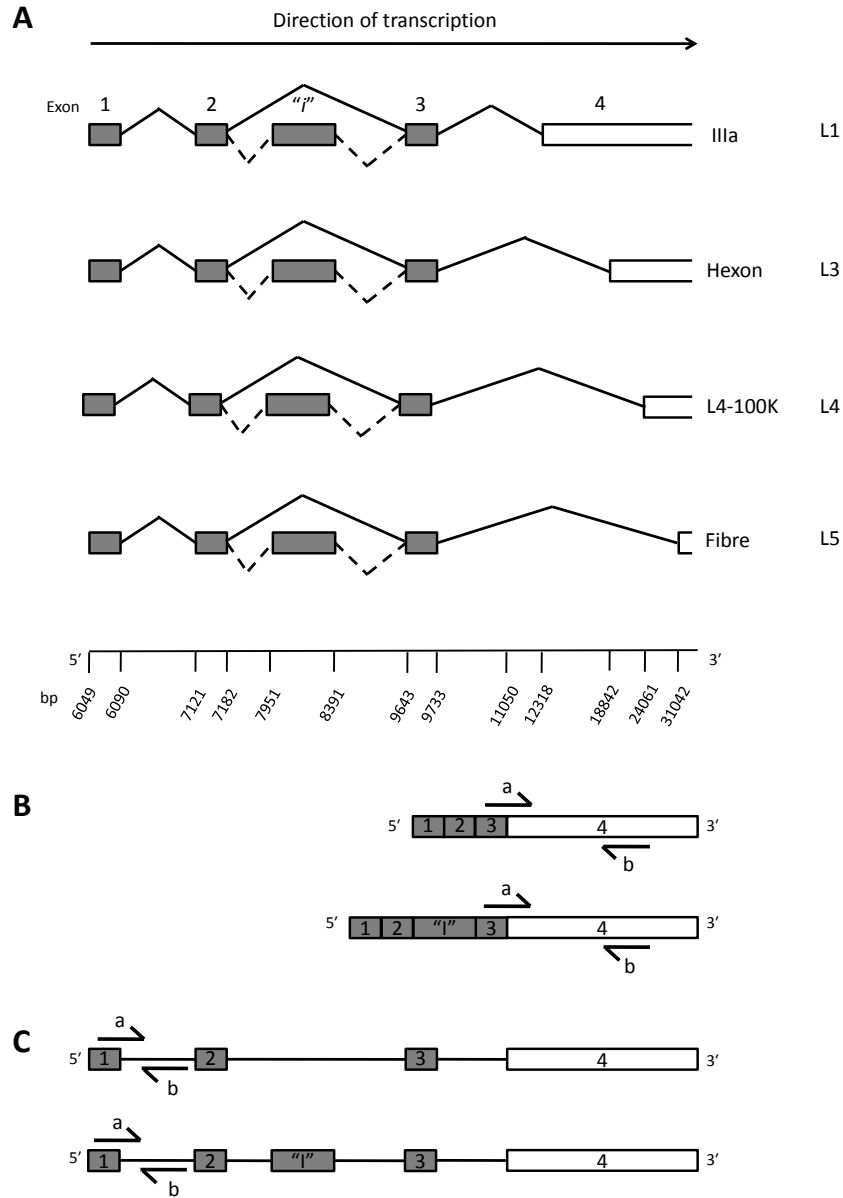 A
Direction of transcription
Exon 1 2 “i” 3 4
IIIa L1
Hexon L3
L4-100K L4
Fibre L5
5′ 3′
bp 6049 6090 7121 7182 7951 8391 9643 9733 11050 12318 18842 24061 31042
B
a
5′ 1 2 3 4 3′
b
a
5′ 1 2 “I” 3 4 3′
b
C
a
5′ 1 2 3 4 3′
b
a
5′ 1 2 “I” 3 4 3′
b